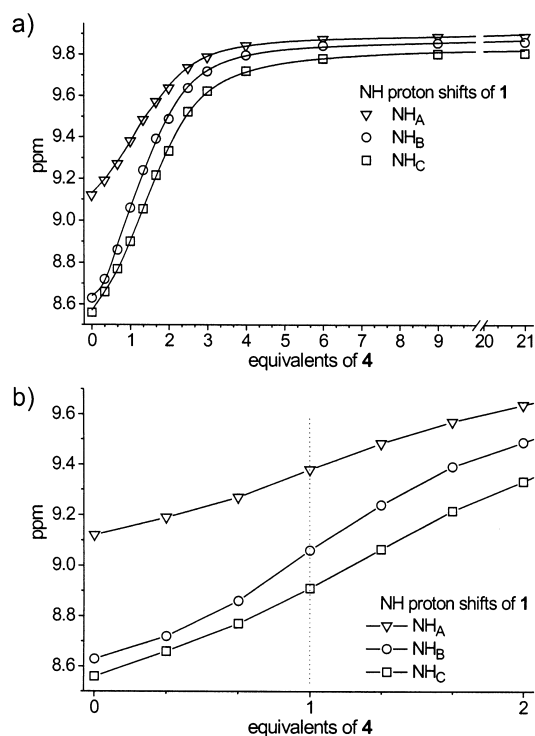 a)
9.8
9.6
9.4
9.2
9.0
8.8
8.6
ppm
NH proton shifts of 1
NHA
NHB
NHC
0 1 2 3 4 5 6 7 8 9 20 21
equivalents of 4
b)
9.6
9.4
9.2
9.0
8.8
8.6
ppm
NH proton shifts of 1
NHA
NHB
NHC
0 1 2
equivalents of 4